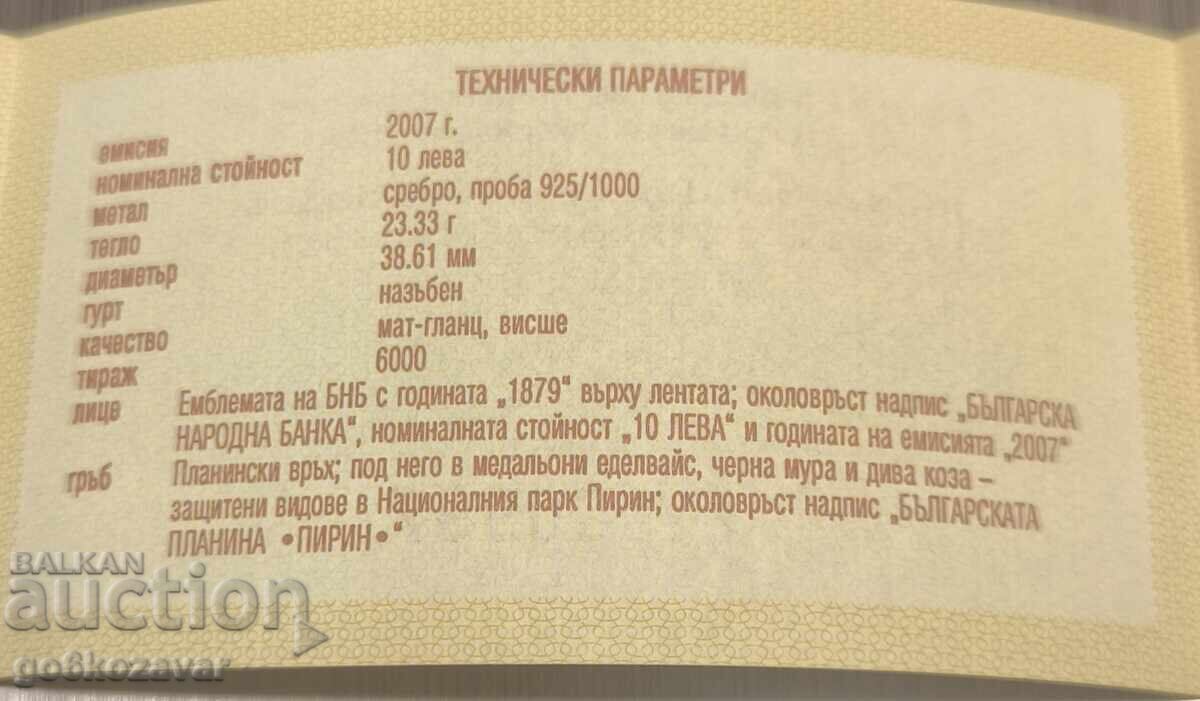 ТЕХНИЧЕСКИ ПАРАМЕТРИ
емисия 2007 г.
номинална стойност 10 лева
метал сребро, проба 925/1000
тегло 23.33 г
диаметър 38.61 мм
гурт назъбен
качество мат-гланц, висше
тираж 6000
лице Емблемата на БНБ с годината „1879“ върху лентата; околовръст надпис „БЪЛГАРСКА
НАРОДНА БАНКА“, номиналната стойност „10 ЛЕВА“ и годината на емисията „2007“
гръб Планински връх; под него в медальони еделвайс, черна мура и дива коза –
защитени видове в Националния парк Пирин; околовръст надпис „БЪЛГАРСКАТА
ПЛАНИНА •ПИРИН•“
BALKAN
auction
go6kozavar